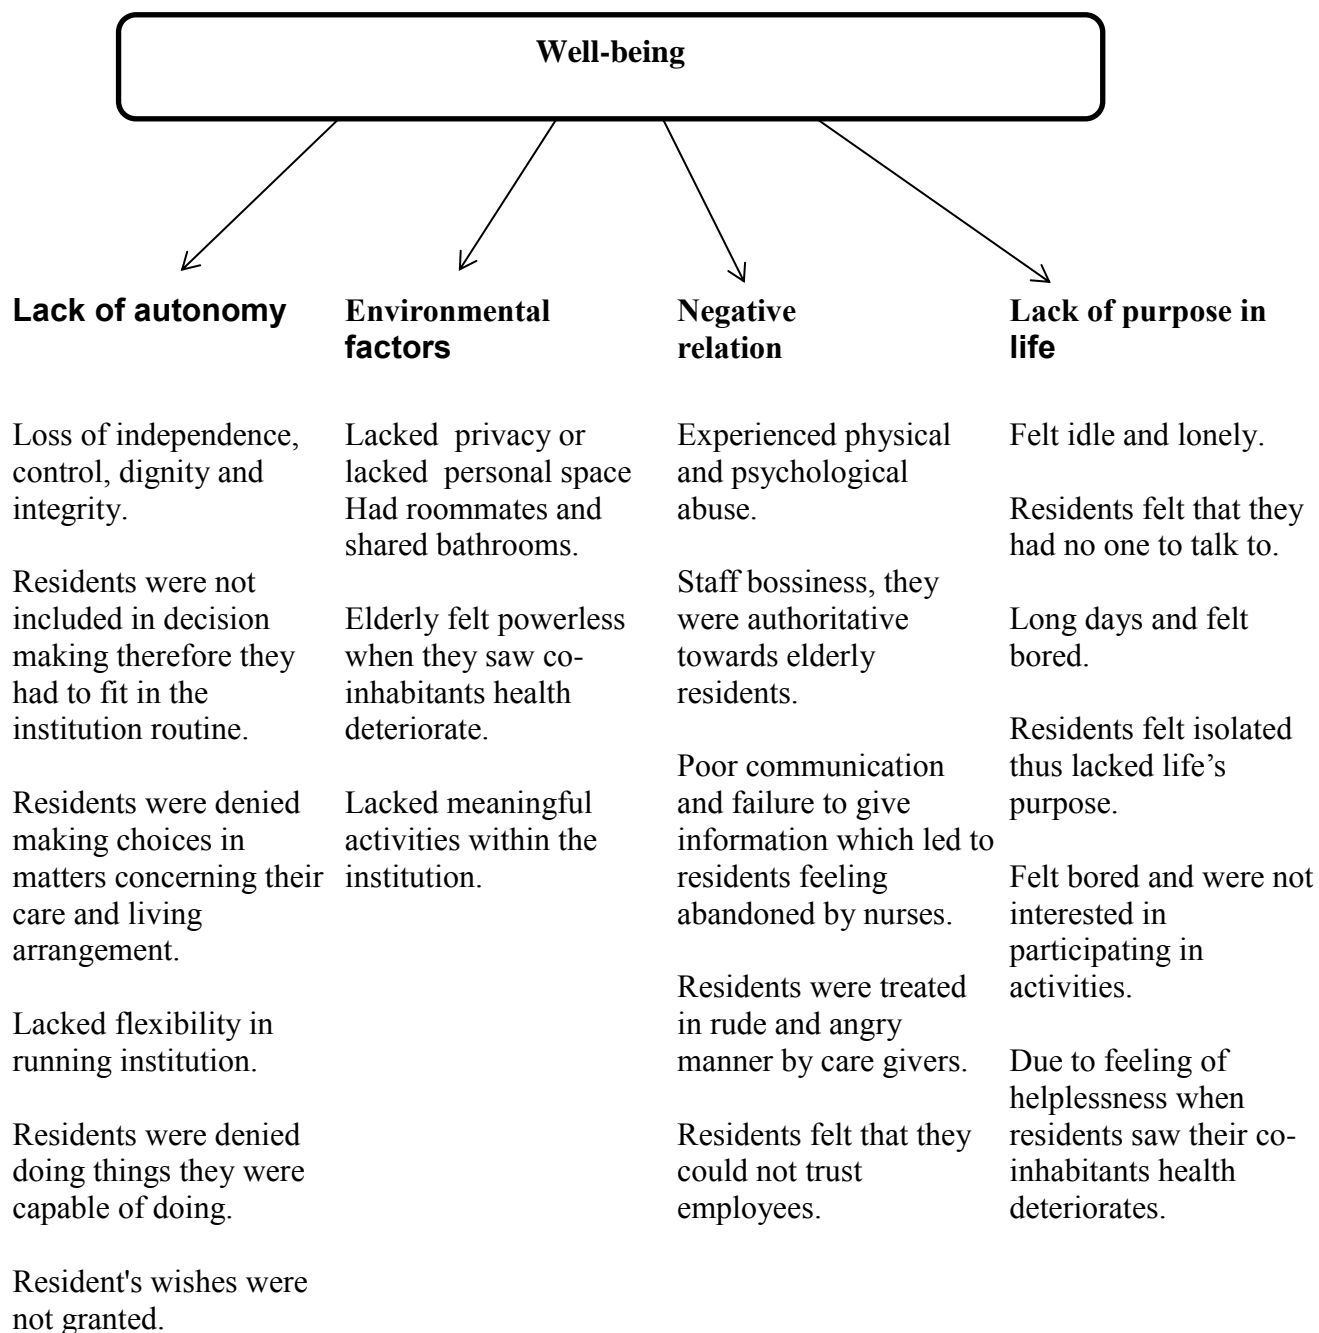 Well-being
Lack of autonomy
Loss of independence,
control, dignity and
integrity.
Residents were not
included in decision
making therefore they
had to fit in the
institution routine.
Residents were denied
making choices in
matters concerning their
care and living
arrangement.
Lacked flexibility in
running institution.
Residents were denied
doing things they were
capable of doing.
Resident's wishes were
not granted.
Environmental
factors
Lacked  privacy or
lacked  personal space
Had roommates and
shared bathrooms.
Elderly felt powerless
when they saw co-
inhabitants health
deteriorate.
Lacked meaningful
activities within the
institution.
Negative
relation
Experienced physical
and psychological
abuse.
Staff bossiness, they
were authoritative
towards elderly
residents.
Poor communication
and failure to give
information which led to
residents feeling
abandoned by nurses.
Residents were treated
in rude and angry
manner by care givers.
Residents felt that they
could not trust
employees.
Lack of purpose in
life
Felt idle and lonely.
Residents felt that they
had no one to talk to.
Long days and felt
bored.
Residents felt isolated
thus lacked life’s
purpose.
Felt bored and were not
interested in
participating in
activities.
Due to feeling of
helplessness when
residents saw their co-
inhabitants health
deteriorates.